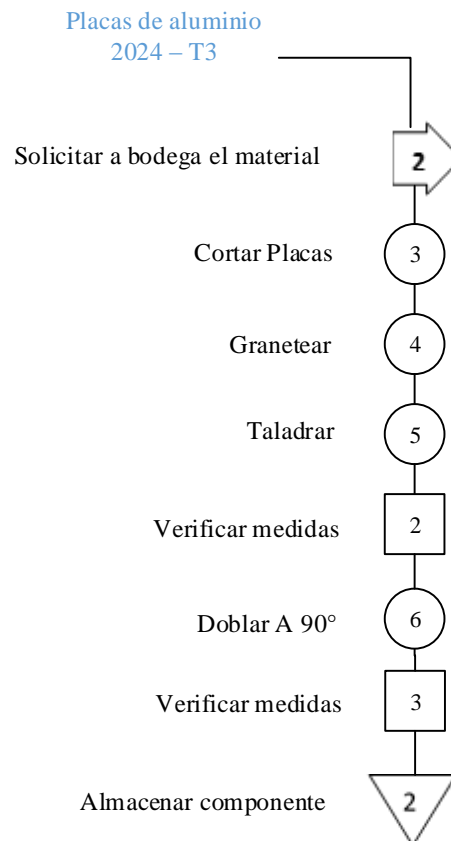 Placas de aluminio
2024 – T3
Solicitar a bodega el material
2
Cortar Placas
3
Granetear
4
Taladrar
5
Verificar medidas
2
Doblar A 90°
6
Verificar medidas
3
Almacenar componente
2